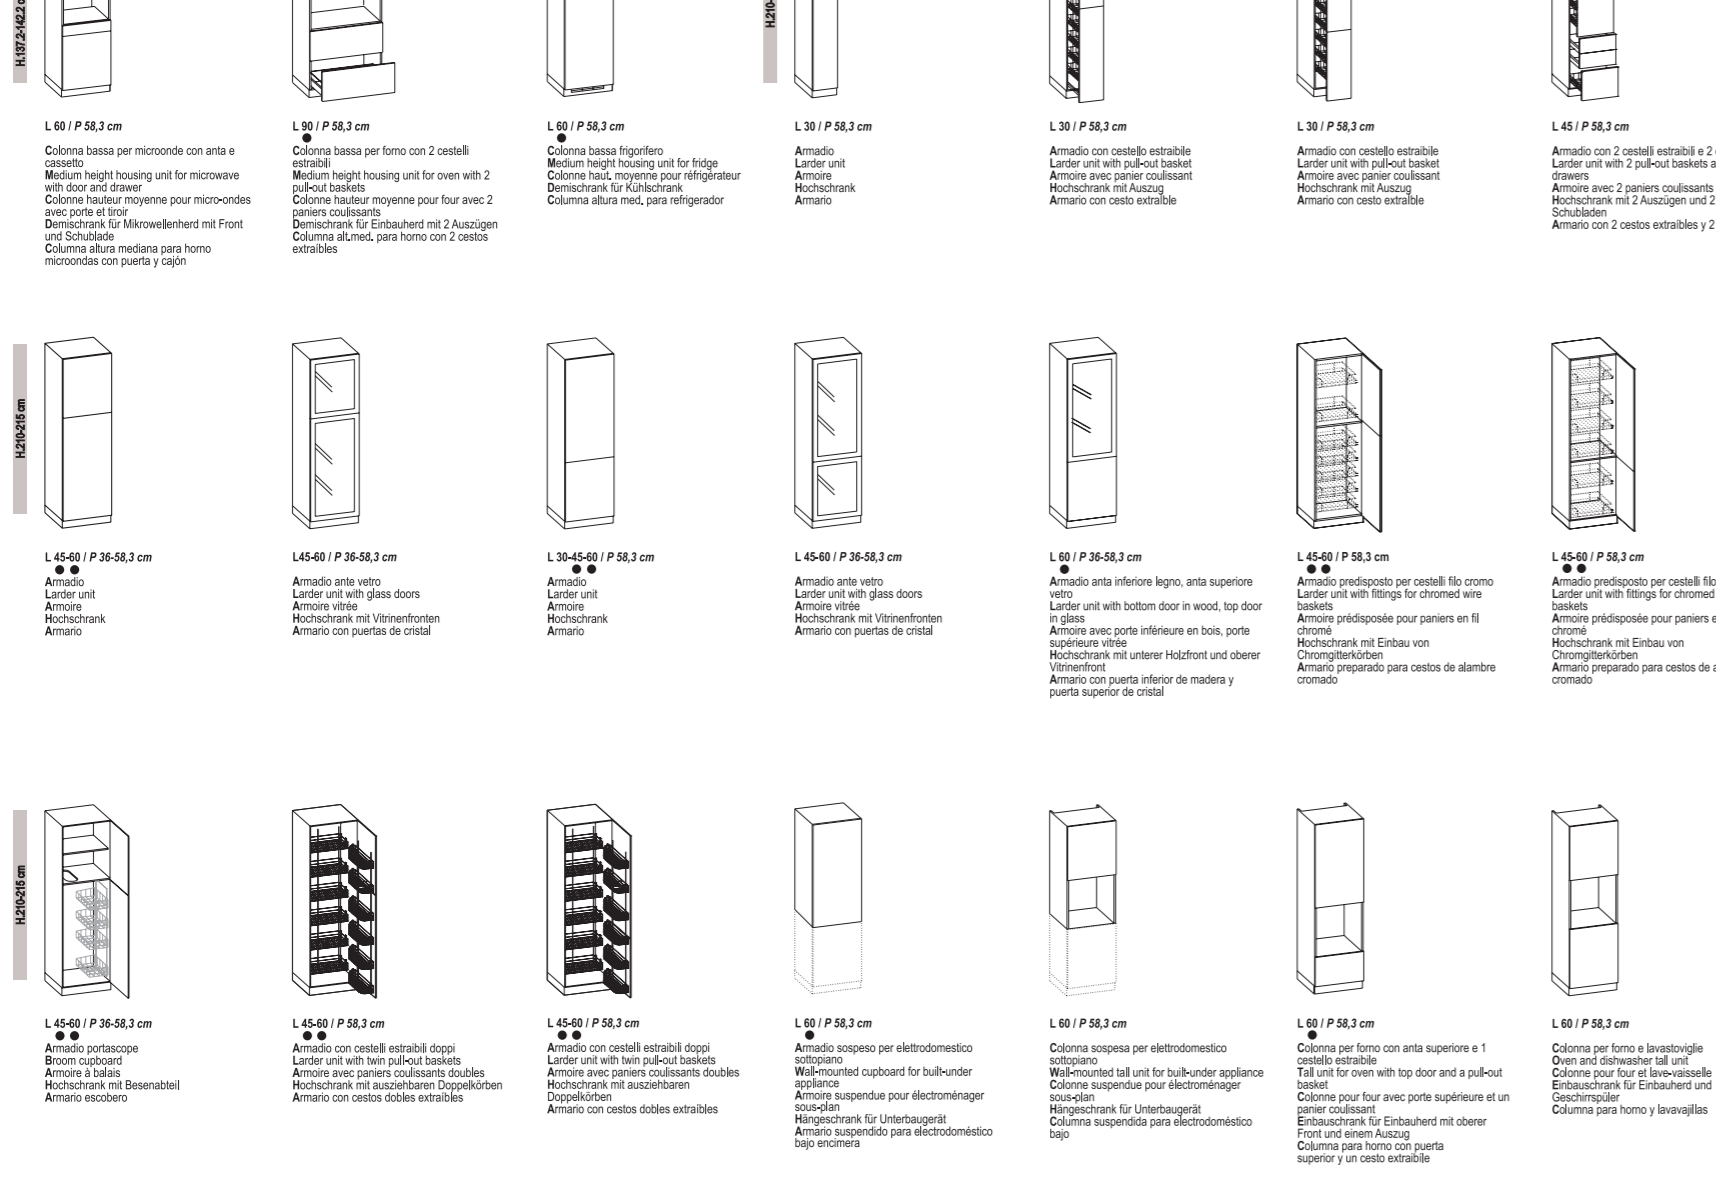 H.137.2-142.2
L 60 / P 58,3 cm
Colonna bassa per microonde con anta e
cassetto
Medium height housing unit for microwave
with door and drawer
Colonne hauteur moyenne pour micro-ondes
avec porte et tiroir
Demischrank für Mikrowellenherd mit Front
und Schublade
Columna altura mediana para horno
microondas con puerta y cajón
L 90 / P 58,3 cm
Colonna bassa per forno con 2 cestelli
estraibili
Medium height housing unit for oven with 2
pull-out baskets
Colonne hauteur moyenne pour four avec 2
paniers coulissants
Demischrank für Einbauherd mit 2 Auszügen
Columna alt.med. para horno con 2 cestos
extraíbles
L 60 / P 58,3 cm
Colonna bassa frigorifero
Medium height housing unit for fridge
Colonne haut. moyenne pour réfrigérateur
Demischrank für Kühlschrank
Columna altura med. para refrigerador
H.210-
L 30 / P 58,3 cm
Armadio
Larder unit
Armoire
Hochschrank
Armario
L 30 / P 58,3 cm
Armadio con cestello estraibile
Larder unit with pull-out basket
Armoire avec panier coulissant
Hochschrank mit Auszug
Armario con cesto extraíble
L 30 / P 58,3 cm
Armadio con cestello estraibile
Larder unit with pull-out basket
Armoire avec panier coulissant
Hochschrank mit Auszug
Armario con cesto extraíble
L 45 / P 58,3 cm
Armadio con 2 cestelli estraibili e 2
Larder unit with 2 pull-out baskets
drawers
Armoire avec 2 paniers coulissants
Hochschrank mit 2 Auszügen und 2
Schubladen
Armario con 2 cestos extraíbles y 2
H.210-215 cm
L 45-60 / P 36-58,3 cm
Armadio
Larder unit
Armoire
Hochschrank
Armario
L45-60 / P 36-58,3 cm
Armadio ante vetro
Larder unit with glass doors
Armoire vitrée
Hochschrank mit Vitrinenfronten
Armario con puertas de cristal
L 30-45-60 / P 58,3 cm
Armadio
Larder unit
Armoire
Hochschrank
Armario
L 45-60 / P 36-58,3 cm
Armadio ante vetro
Larder unit with glass doors
Armoire vitrée
Hochschrank mit Vitrinenfronten
Armario con puertas de cristal
L 60 / P 36-58,3 cm
Armadio anta inferiore legno, anta superiore
vetro
Larder unit with bottom door in wood, top door
in glass
Armoire avec porte inférieure en bois, porte
supérieure vitrée
Hochschrank mit unterer Holzfront und oberer
Vitrinenfront
Armario con puerta inferior de madera y
puerta superior de cristal
L 45-60 / P 58,3 cm
Armadio predisposto per cestelli filo cromo
Larder unit with fittings for chromed wire
baskets
Armoire prédisposée pour paniers en fil
chromé
Hochschrank mit Einbau von
Chromgitterkörben
Armario preparado para cestos de alambre
cromado
L 45-60 / P 58,3 cm
Armadio predisposto per cestelli filo
Larder unit with fittings for chromed
baskets
Armoire prédisposée pour paniers
chromé
Hochschrank mit Einbau von
Chromgitterkörben
Armario preparado para cestos de
cromado
H.210-215 cm
L 45-60 / P 36-58,3 cm
Armadio portascope
Broom cupboard
Armoire à balais
Hochschrank mit Besenabteil
Armario escobero
L 45-60 / P 58,3 cm
Armadio con cestelli estraibili doppi
Larder unit with twin pull-out baskets
Armoire avec paniers coulissants doubles
Hochschrank mit ausziehbaren Doppelkörben
Armario con cestos dobles extraíbles
L 45-60 / P 58,3 cm
Armadio con cestelli estraibili doppi
Larder unit with twin pull-out baskets
Armoire avec paniers coulissants doubles
Hochschrank mit ausziehbaren
Doppelkörben
Armario con cestos dobles extraíbles
L 60 / P 58,3 cm
Armadio sospeso per elettrodomestico
sottopiano
Wall-mounted cupboard for built-under
appliance
Armoire suspendue pour électroménager
sous-plan
Hängeschrank für Unterbaugerät
Armario suspendido para electrodoméstico
bajo encimera
L 60 / P 58,3 cm
Colonna sospesa per elettrodomestico
sottopiano
Wall-mounted tall unit for built-under appliance
Colonne suspendue pour électroménager
sous-plan
Hängeschrank für Unterbaugerät
Columna suspendida para electrodoméstico
bajo
L 60 / P 58,3 cm
Colonna per forno con anta superiore e 1
cestello estraibile
Tall unit for oven with top door and a pull-out
basket
Colonne pour four avec porte supérieure et un
panier coulissant
Einbauschrank für Einbauherd mit oberer
Front und einem Auszug
Columna para horno con puerta
superior y un cesto extraíbile
L 60 / P 58,3 cm
Colonna per forno e lavastoviglie
Oven and dishwasher tall unit
Colonne pour four et lave-vaisselle
Einbauschrank für Einbauherd und
Geschirrspüler
Columna para horno y lavavajillas